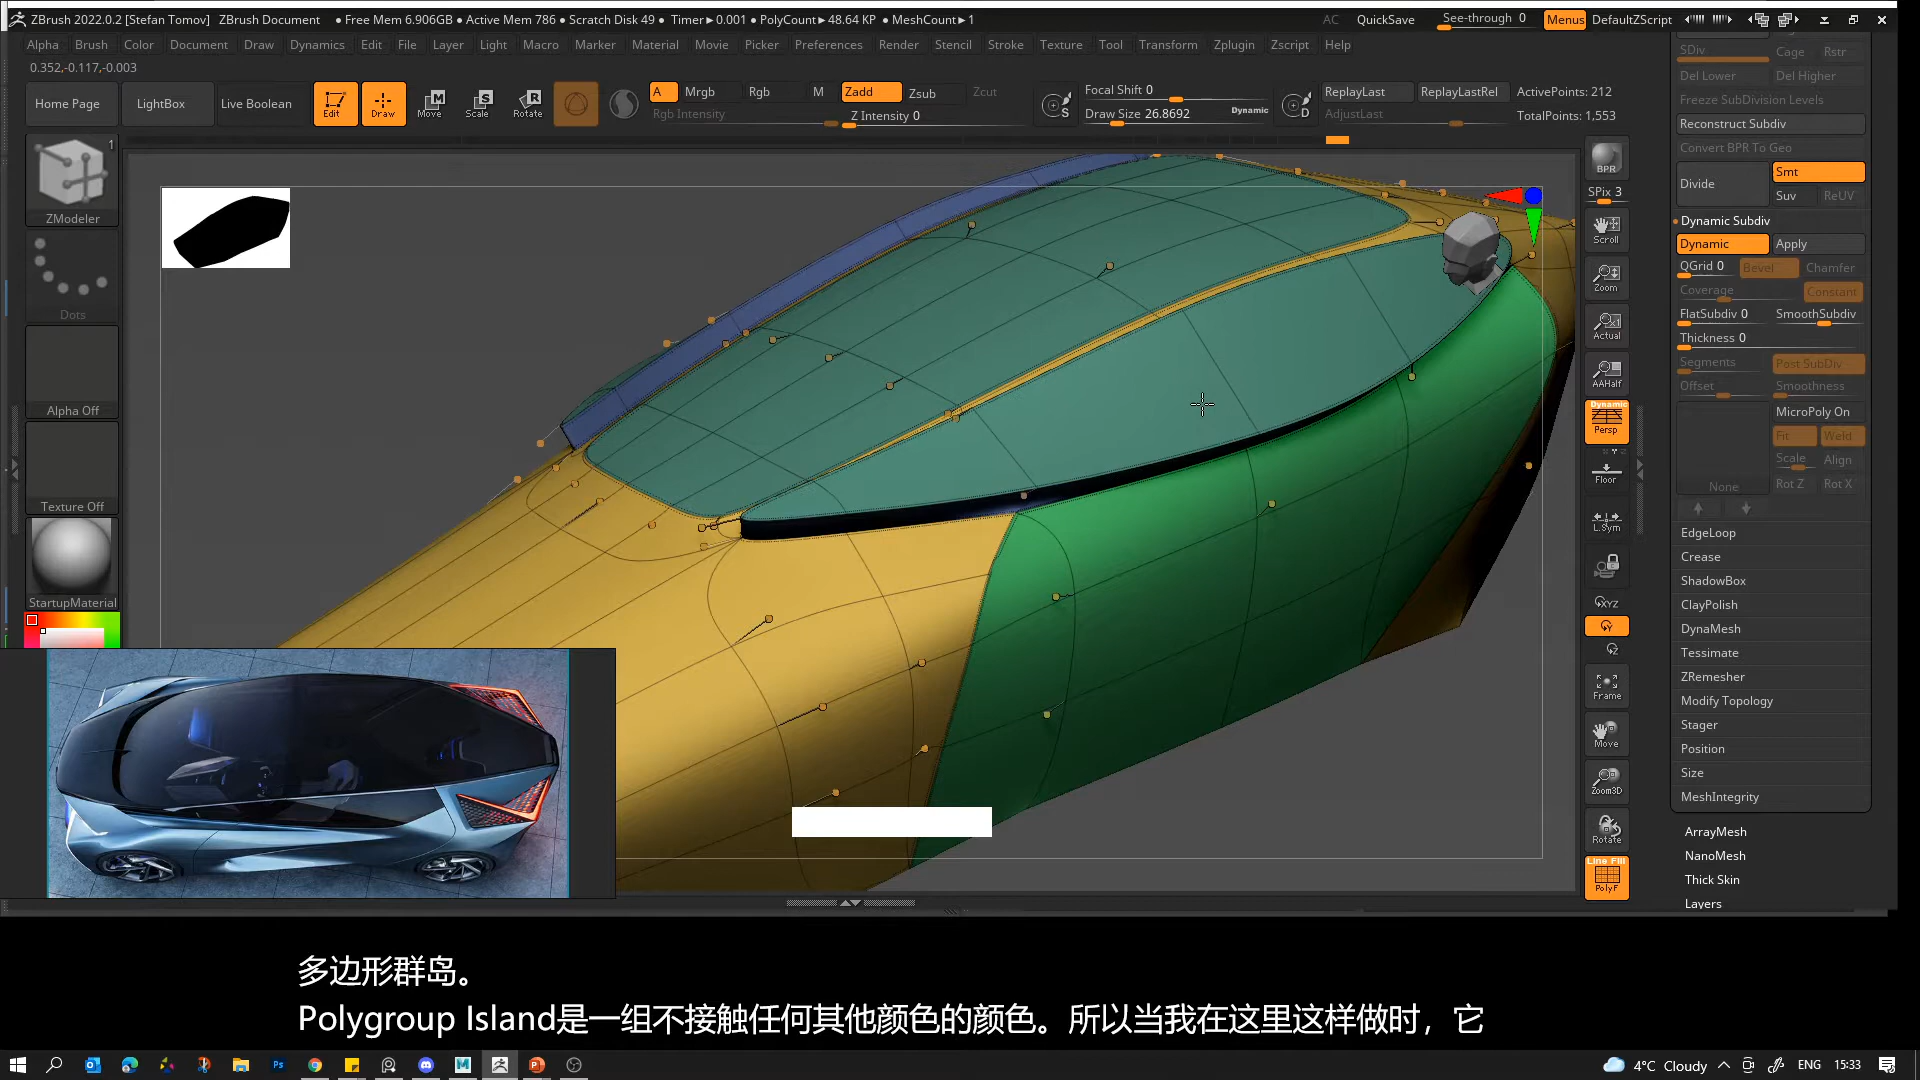 ZBrush 2022.0.2 [Stefan Tomov] ZBrush Document ● Free Mem 6.906GB ● Active Mem 786 ● Scratch Disk 49 ● Timer►0.001 ● PolyCount►48.64 KP ● MeshCount►1 AC QuickSave See-through 0 Menus DefaultZScript
Alpha Brush Color Document Draw Dynamics Edit File Layer Light Macro Marker Material Movie Picker Preferences Render Stencil Stroke Texture Tool Transform Zplugin Zscript Help
0.352,-0.117,-0.003
Home Page LightBox Live Boolean Edit Draw Move Scale Rotate
A Mrgb Rgb M Zadd Zsub Zcut
Rgb Intensity Z Intensity 0
Focal Shift 0
Draw Size 26.8692 Dynamic
S D
ReplayLast ReplayLastRel ActivePoints: 212
AdjustLast TotalPoints: 1,553
1
ZModeler
Dots
Alpha Off
Texture Off
StartupMaterial
BPR
SPix 3
Scroll
Zoom
Actual
AAHalf
Dynamic
Persp
Floor
L.Sym
XYZ
Y
Z
Frame
Move
Zoom3D
Rotate
Line Fill
PolyF
SDiv Cage Rstr
Del Lower Del Higher
Freeze SubDivision Levels
Reconstruct Subdiv
Convert BPR To Geo
Divide Smt
Suv ReUV
Dynamic Subdiv
Dynamic Apply
QGrid 0 Bevel Chamfer
Coverage Constant
FlatSubdiv 0 SmoothSubdiv
Thickness 0
Segments Post SubDiv
Offset Smoothness
MicroPoly On
Fit Weld
Scale Align
None Rot Z Rot X
EdgeLoop
Crease
ShadowBox
ClayPolish
DynaMesh
Tessimate
ZRemesher
Modify Topology
Stager
Position
Size
MeshIntegrity
ArrayMesh
NanoMesh
Thick Skin
Layers
多边形群岛。
Polygroup Island是一组不接触任何其他颜色的颜色。所以当我在这里这样做时，它
4°C Cloudy ENG 15:33